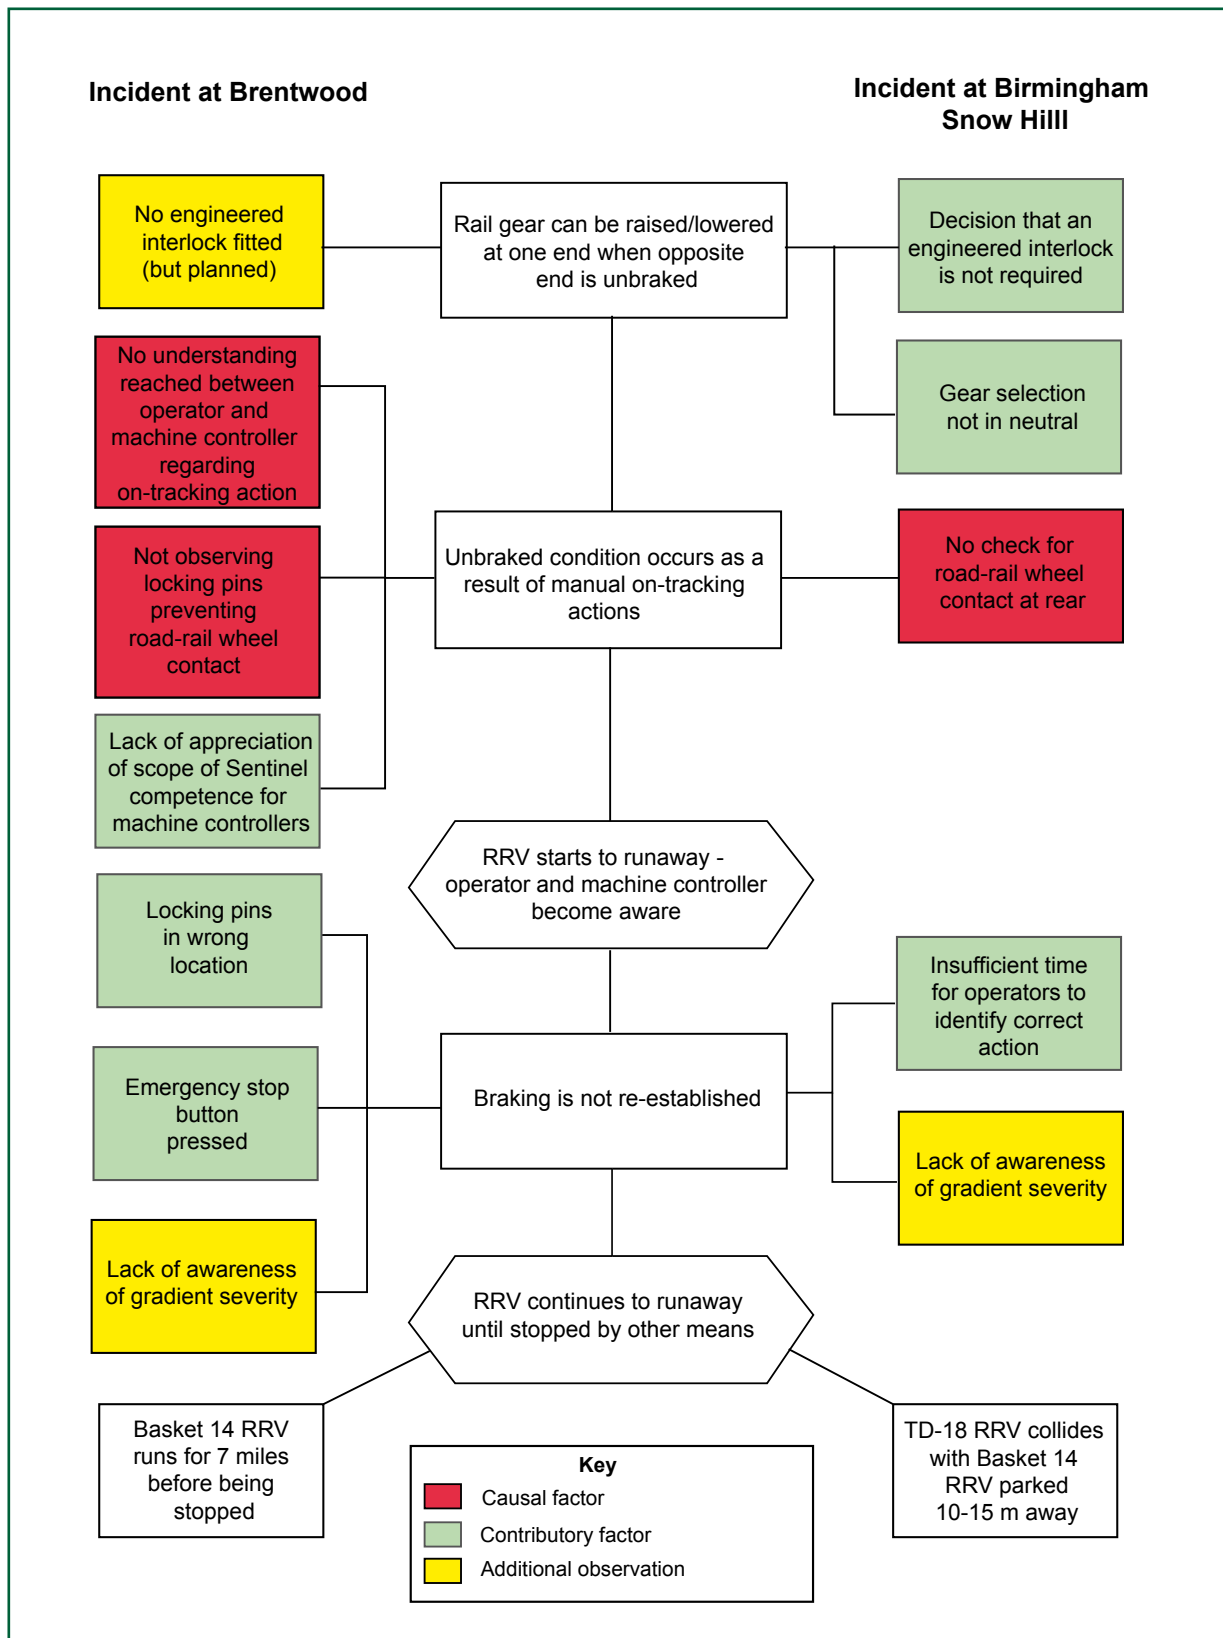 Incident at Brentwood
Incident at Birmingham
Snow Hilll
No engineered
interlock fitted
(but planned)
Rail gear can be raised/lowered
at one end when opposite
end is unbraked
Decision that an
engineered interlock
is not required
Gear selection
not in neutral
No understanding
reached between
operator and
machine controller
regarding
on-tracking action
Not observing
locking pins
preventing
road-rail wheel
contact
Lack of appreciation
of scope of Sentinel
competence for
machine controllers
Unbraked condition occurs as a
result of manual on-tracking
actions
No check for
road-rail wheel
contact at rear
RRV starts to runaway -
operator and machine controller
become aware
Locking pins
in wrong
location
Emergency stop
button
pressed
Lack of awareness
of gradient severity
Braking is not re-established
Insufficient time
for operators to
identify correct
action
Lack of awareness
of gradient severity
RRV continues to runaway
until stopped by other means
Basket 14 RRV
runs for 7 miles
before being
stopped
TD-18 RRV collides
with Basket 14
RRV parked
10-15 m away
Key
Causal factor
Contributory factor
Additional observation